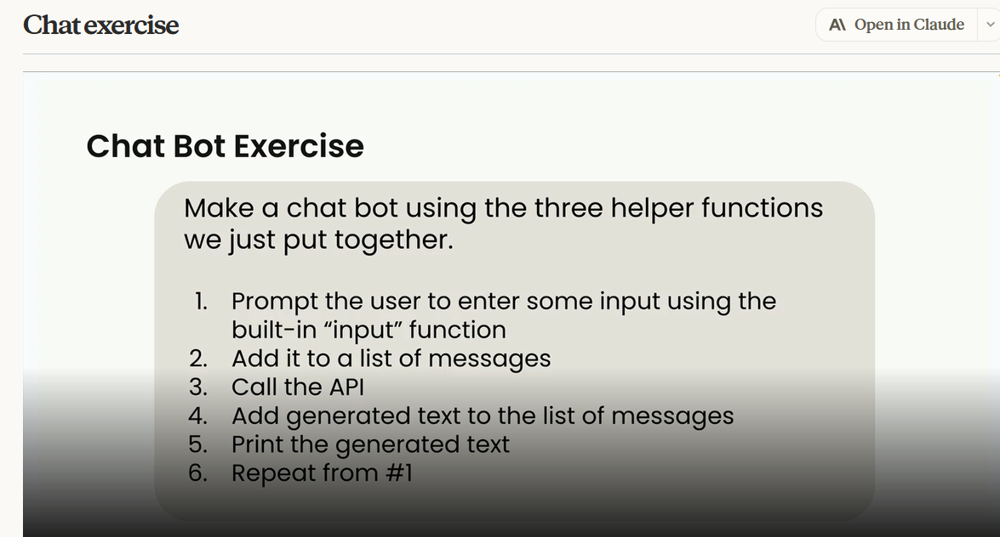 Chat exercise
Open in Claude
Chat Bot Exercise
Make a chat bot using the three helper functions
we just put together.
1. Prompt the user to enter some input using the
built-in “input” function
2. Add it to a list of messages
3. Call the API
4. Add generated text to the list of messages
5. Print the generated text
6. Repeat from #1